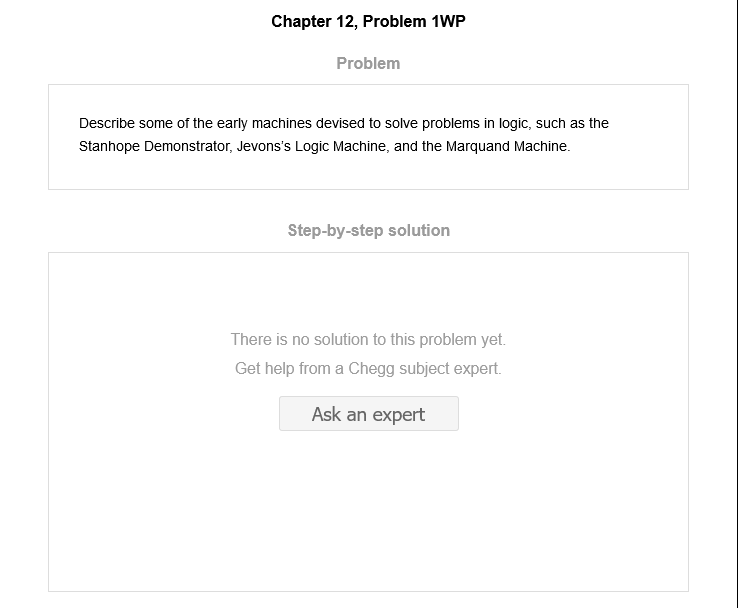 Chapter 12, Problem 1WP
Problem
Describe some of the early machines devised to solve problems in logic, such as the
Stanhope Demonstrator, Jevons’s Logic Machine, and the Marquand Machine.
Step-by-step solution
There is no solution to this problem yet.
Get help from a Chegg subject expert.
Ask an expert